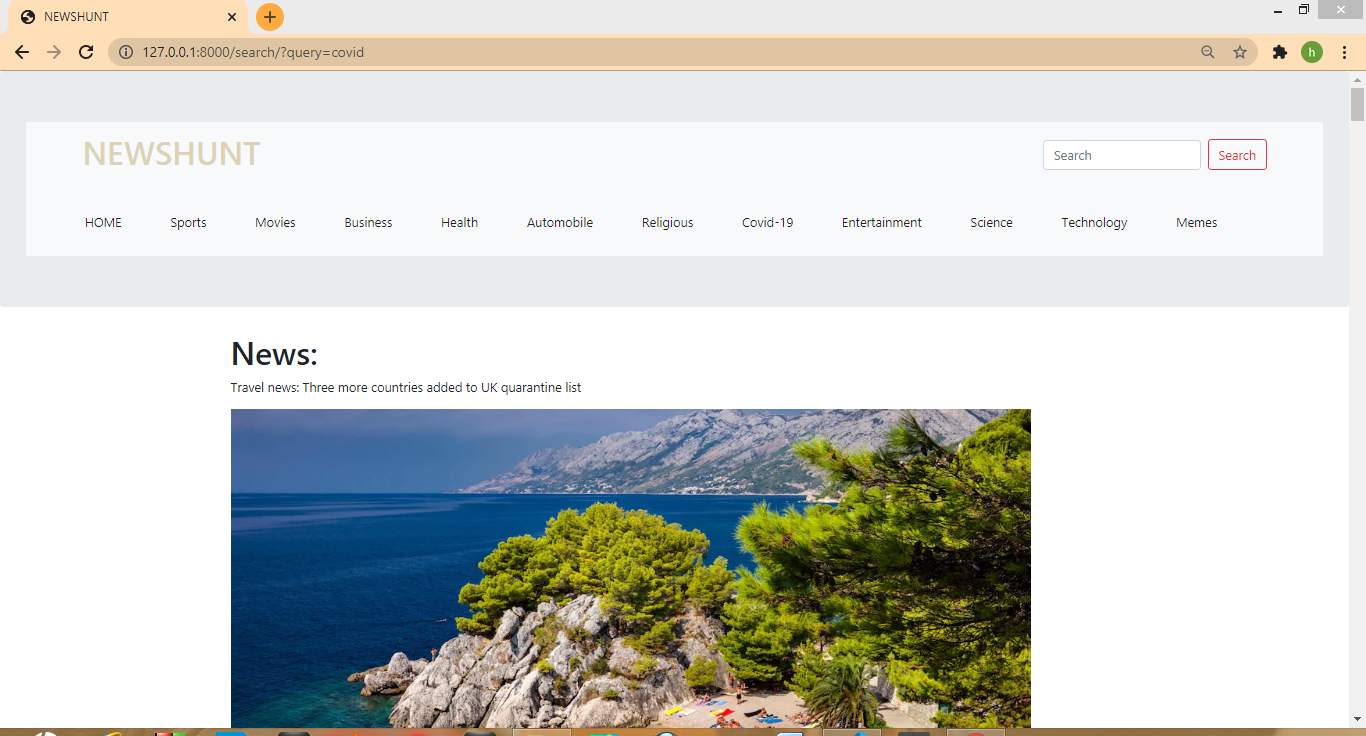 NEWSHUNT
127.0.0.1:8000/search/?query=covid
h
NEWSHUNT
Search Search
HOME Sports Movies Business Health Automobile Religious Covid-19 Entertainment Science Technology Memes
News:
Travel news: Three more countries added to UK quarantine list